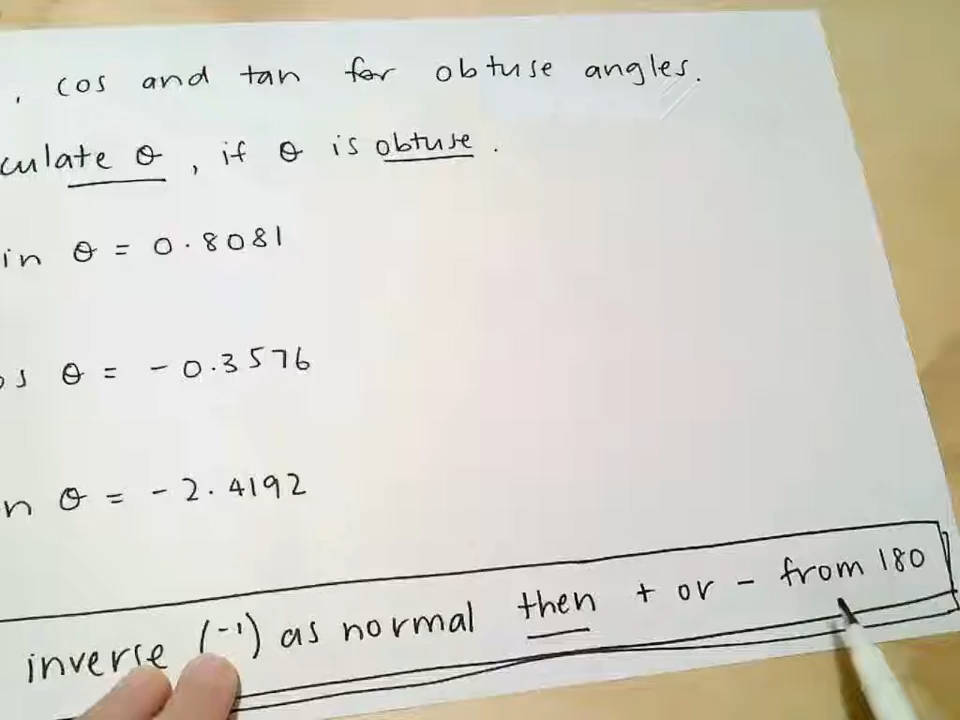 , cos and tan for obtuse angles.
culate θ, if θ is obtuse.
in θ = 0.8081
os θ = -0.3576
n θ = -2.4192
inverse (-1) as normal then + or - from 180